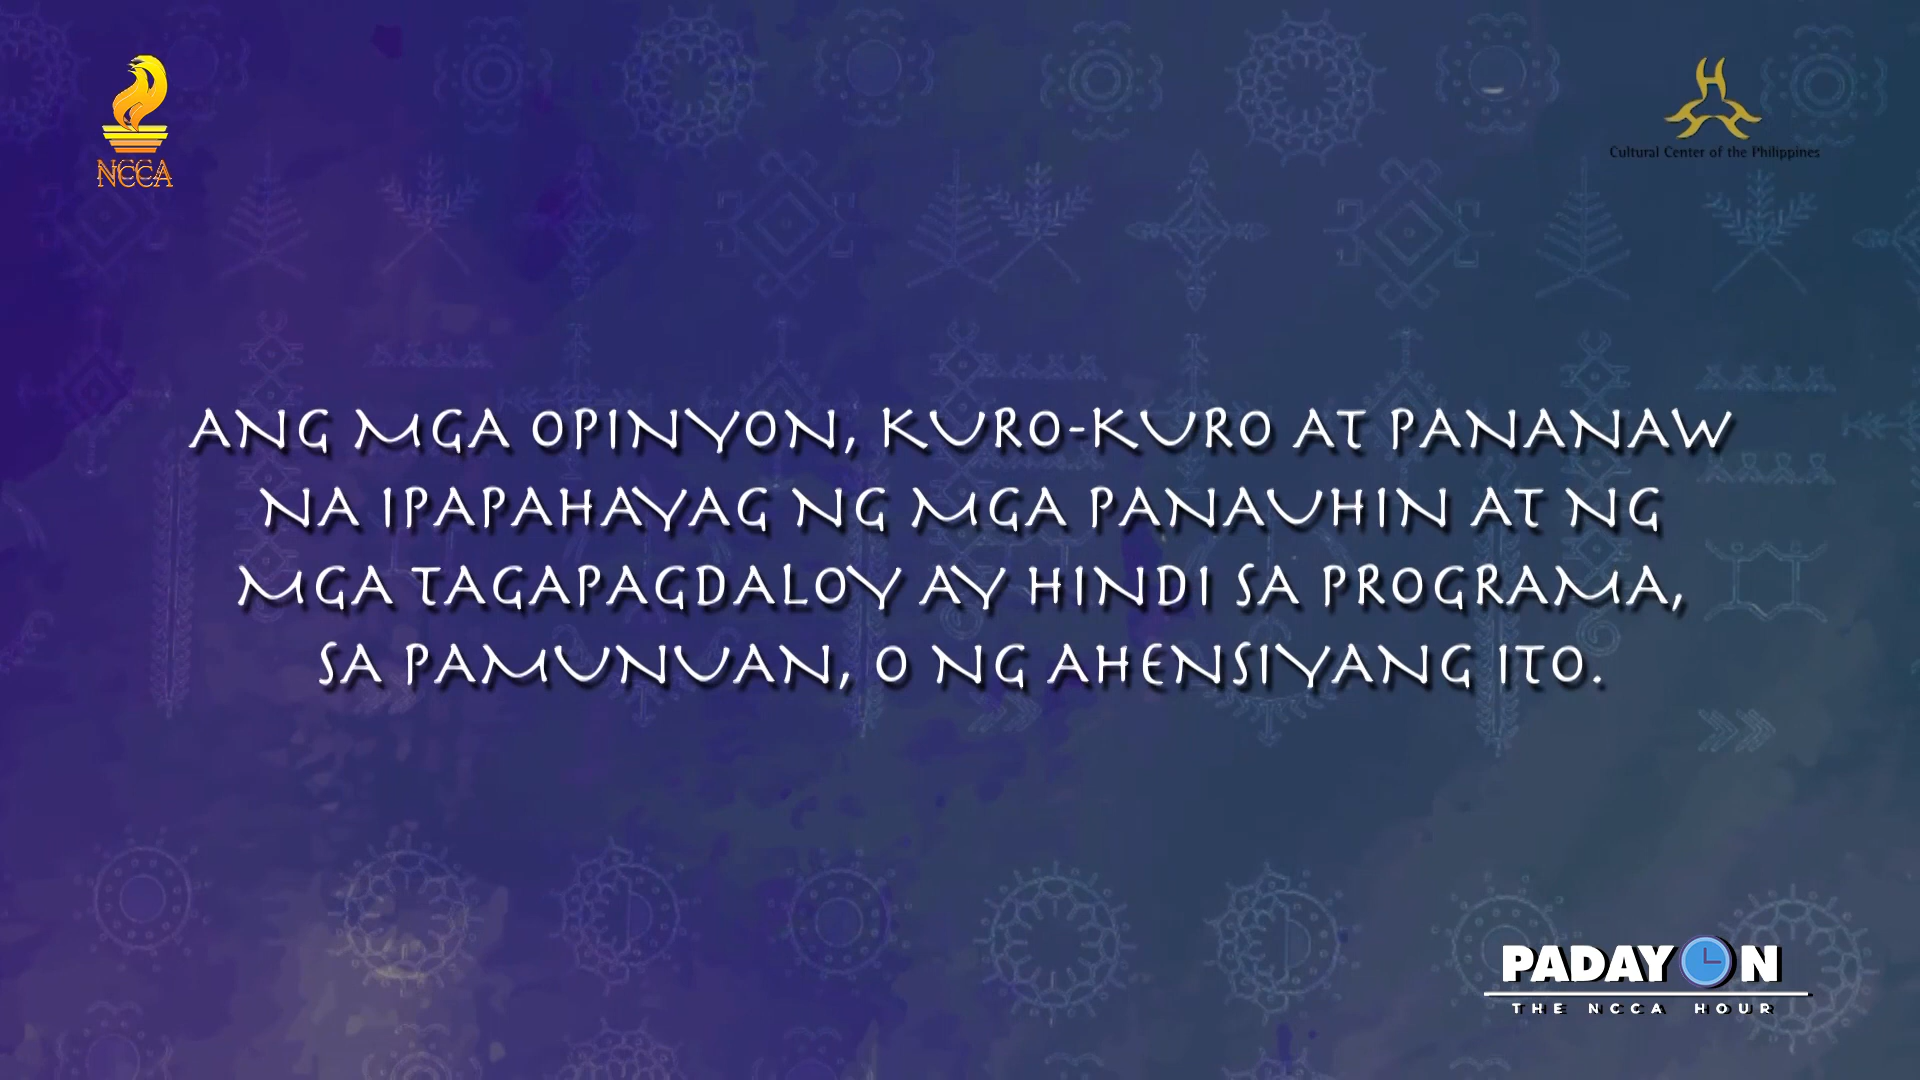 NCCA
Cultural Center of the Philippines
ANG MGA OPINYON, KURO-KURO AT PANANAW
NA IPAPAHAYAG NG MGA PANAUHIN AT NG
MGA TAGAPAGDALOY AY HINDI SA PROGRAMA,
SA PAMUNUAN, O NG AHENSIYANG ITO.
PADAYON
THE NCCA HOUR